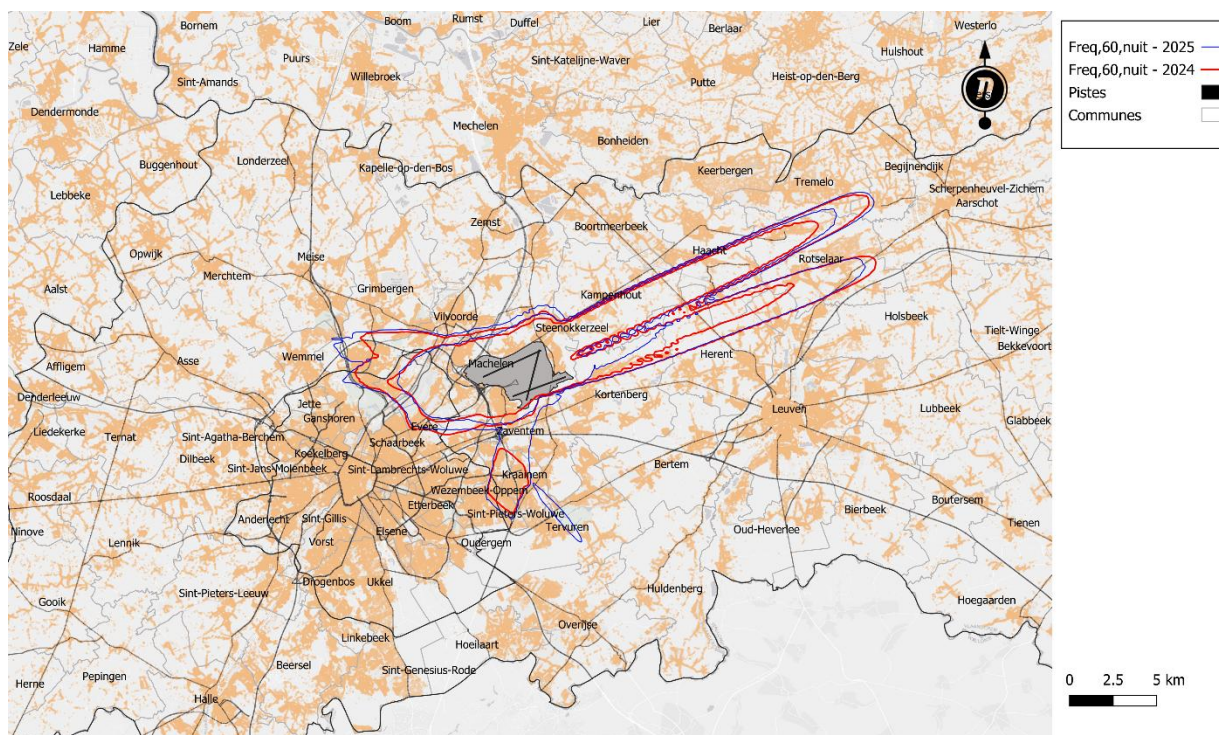 Bornem
Boom
Rumst
Duffel
Lier
Berlaar
Westerlo
Zele
Hamme
Puurs
Sint-Katelijne-Waver
Hulshout
Sint-Amands
Willebroek
Putte
Heist-op-den-Berg
Dendermonde
Mechelen
Bonheiden
Buggenhout
Londerzeel
Kapelle-op-den-Bos
Keerbergen
Begijnendijk
Tremelo
Scherpenheuvel-Zichem
Lebbeke
Aarschot
Zemst
Boortmeerbeek
Opwijk
Meise
Haacht
Rotselaar
Merchtem
Aalst
Grimbergen
Kampenhout
Vilvoorde
Holsbeek
Steenokkerzeel
Tielt-Winge
Wemmel
Herent
Bekkevoort
Affligem
Asse
Machelen
Denderleeuw
Kortenberg
Jette
Leuven
Lubbeek
Ganshoren
Glabbeek
Liedekerke
Ternat
Sint-Agatha-Berchem
Evere
Zaventem
Schaarbeek
Dilbeek
Koekelberg
Sint-Jans-Molenbeek
Sint-Lambrechts-Woluwe
Kraainem
Bertem
Roosdaal
Wezembeek-Oppem
Boutersem
Etterbeek
Sint-Pieters-Woluwe
Bierbeek
Anderlecht
Sint-Gillis
Tervuren
Tienen
Ninove
Elsene
Oud-Heverlee
Lennik
Vorst
Oudergem
Drogenbos
Ukkel
Sint-Pieters-Leeuw
Huldenberg
Gooik
Hoegaarden
Overijse
Linkebeek
Hoeilaart
Beersel
Sint-Genesius-Rode
Pepingen
Herne
Halle
Freq,60,nuit - 2025
Freq,60,nuit - 2024
Pistes
Communes
0 2.5 5 km